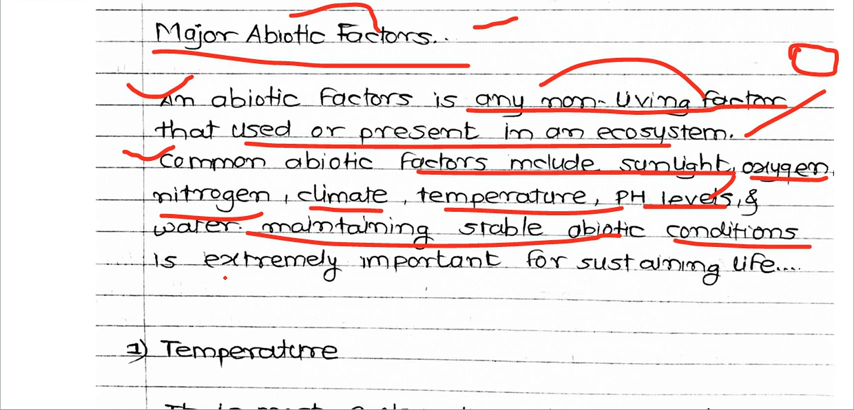 Major Abiotic Factors..
An abiotic factors is any non-living factor
that used or present in an ecosystem.
Common abiotic factors include sunlight, oxygen,
nitrogen, climate, temperature, PH levels, &
water. maintaining stable abiotic conditions
is extremely important for sustaining life....
1) Temperature